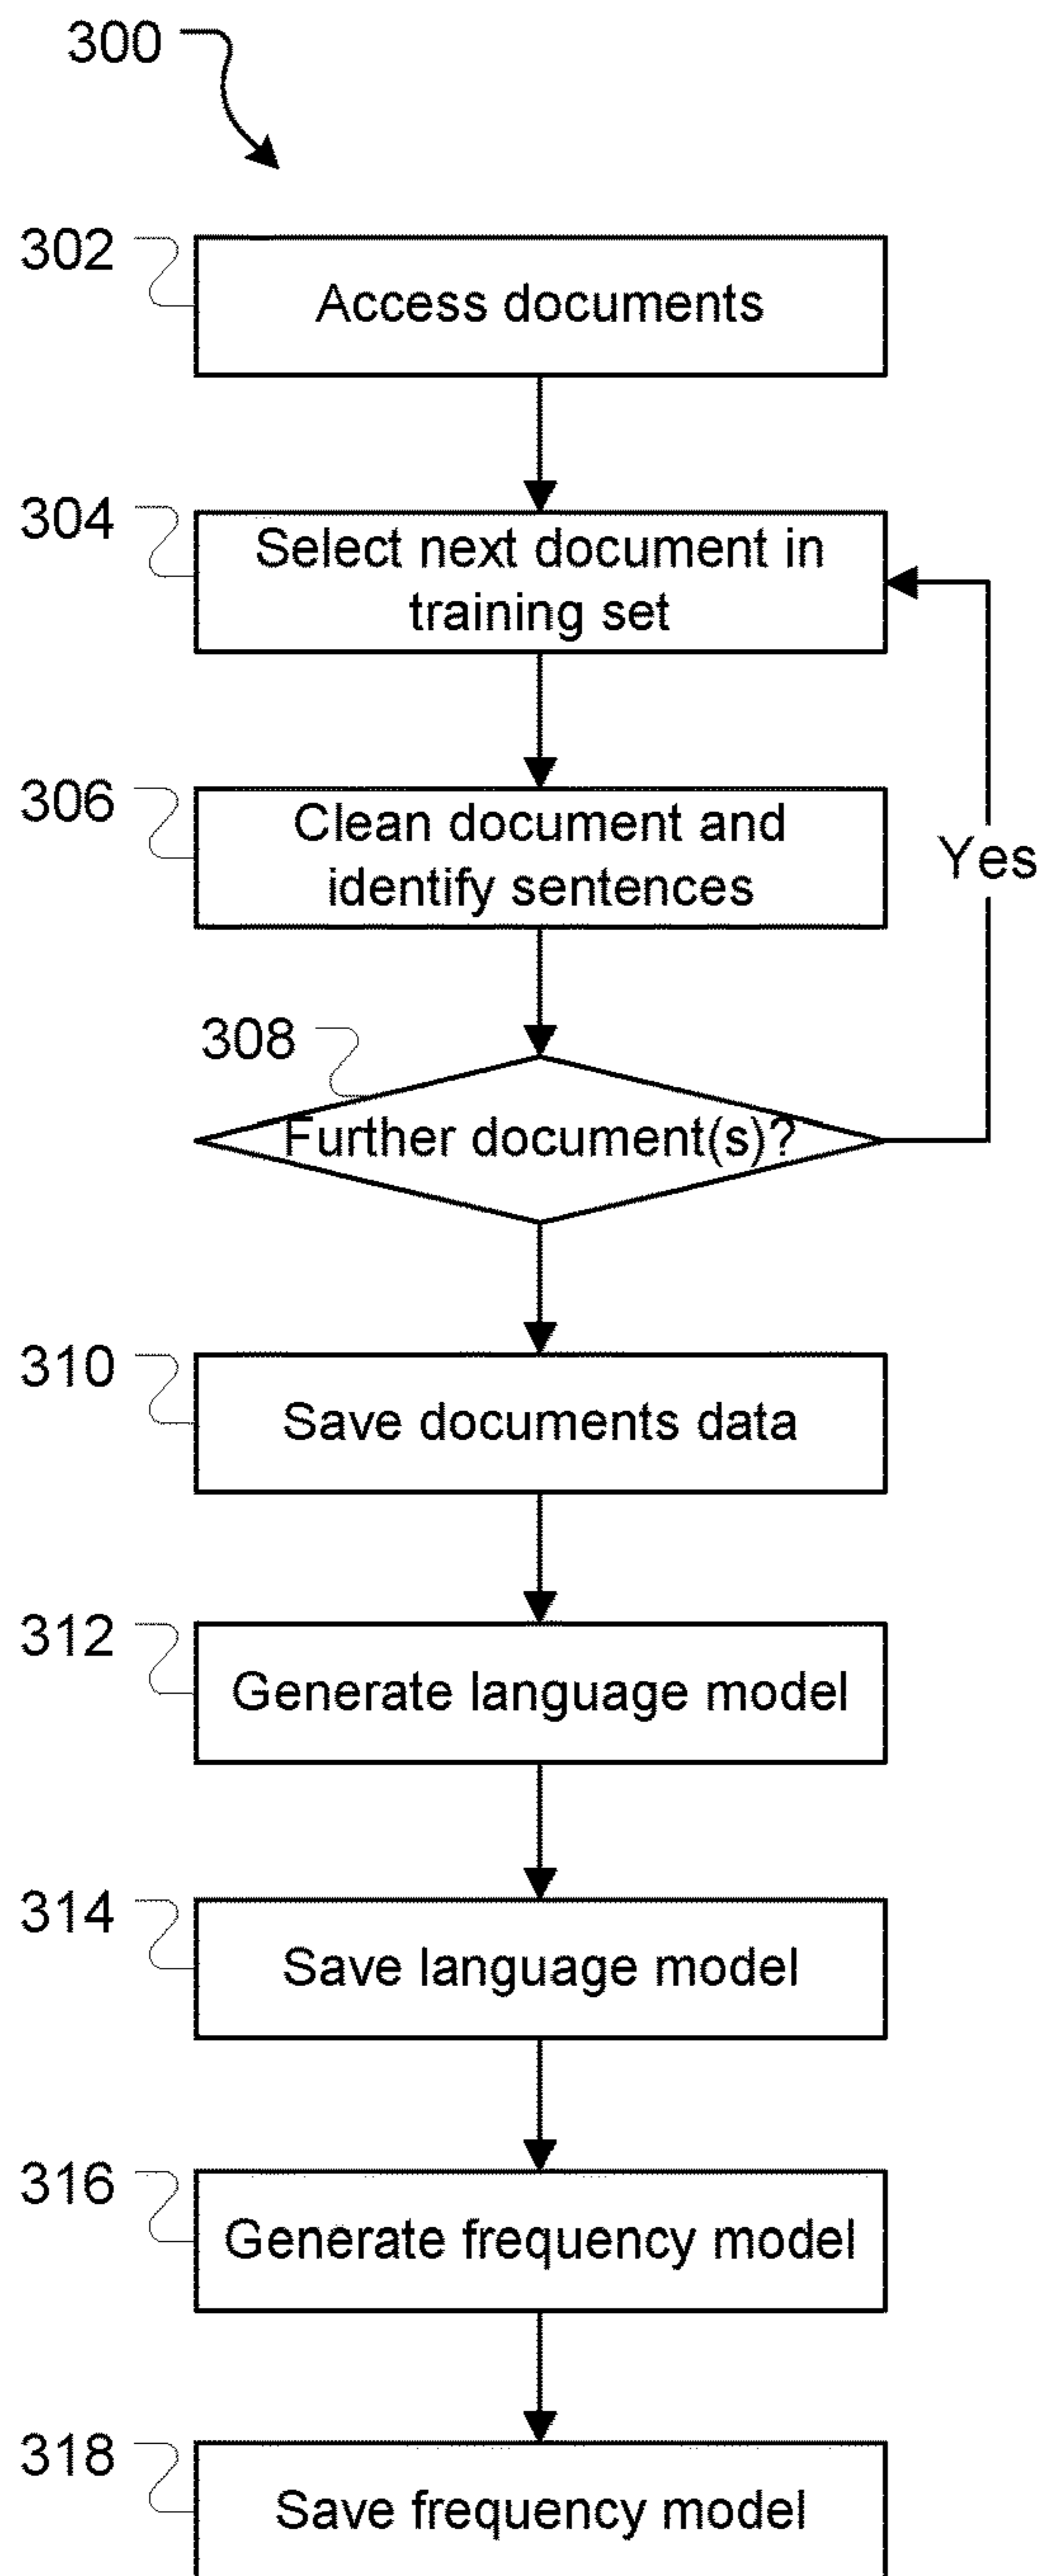 300
302
Access documents
304
Select next document in
training set
306
Clean document and
identify sentences
Yes
308
Further document(s)?
310
Save documents data
312
Generate language model
314
Save language model
316
Generate frequency model
318
Save frequency model